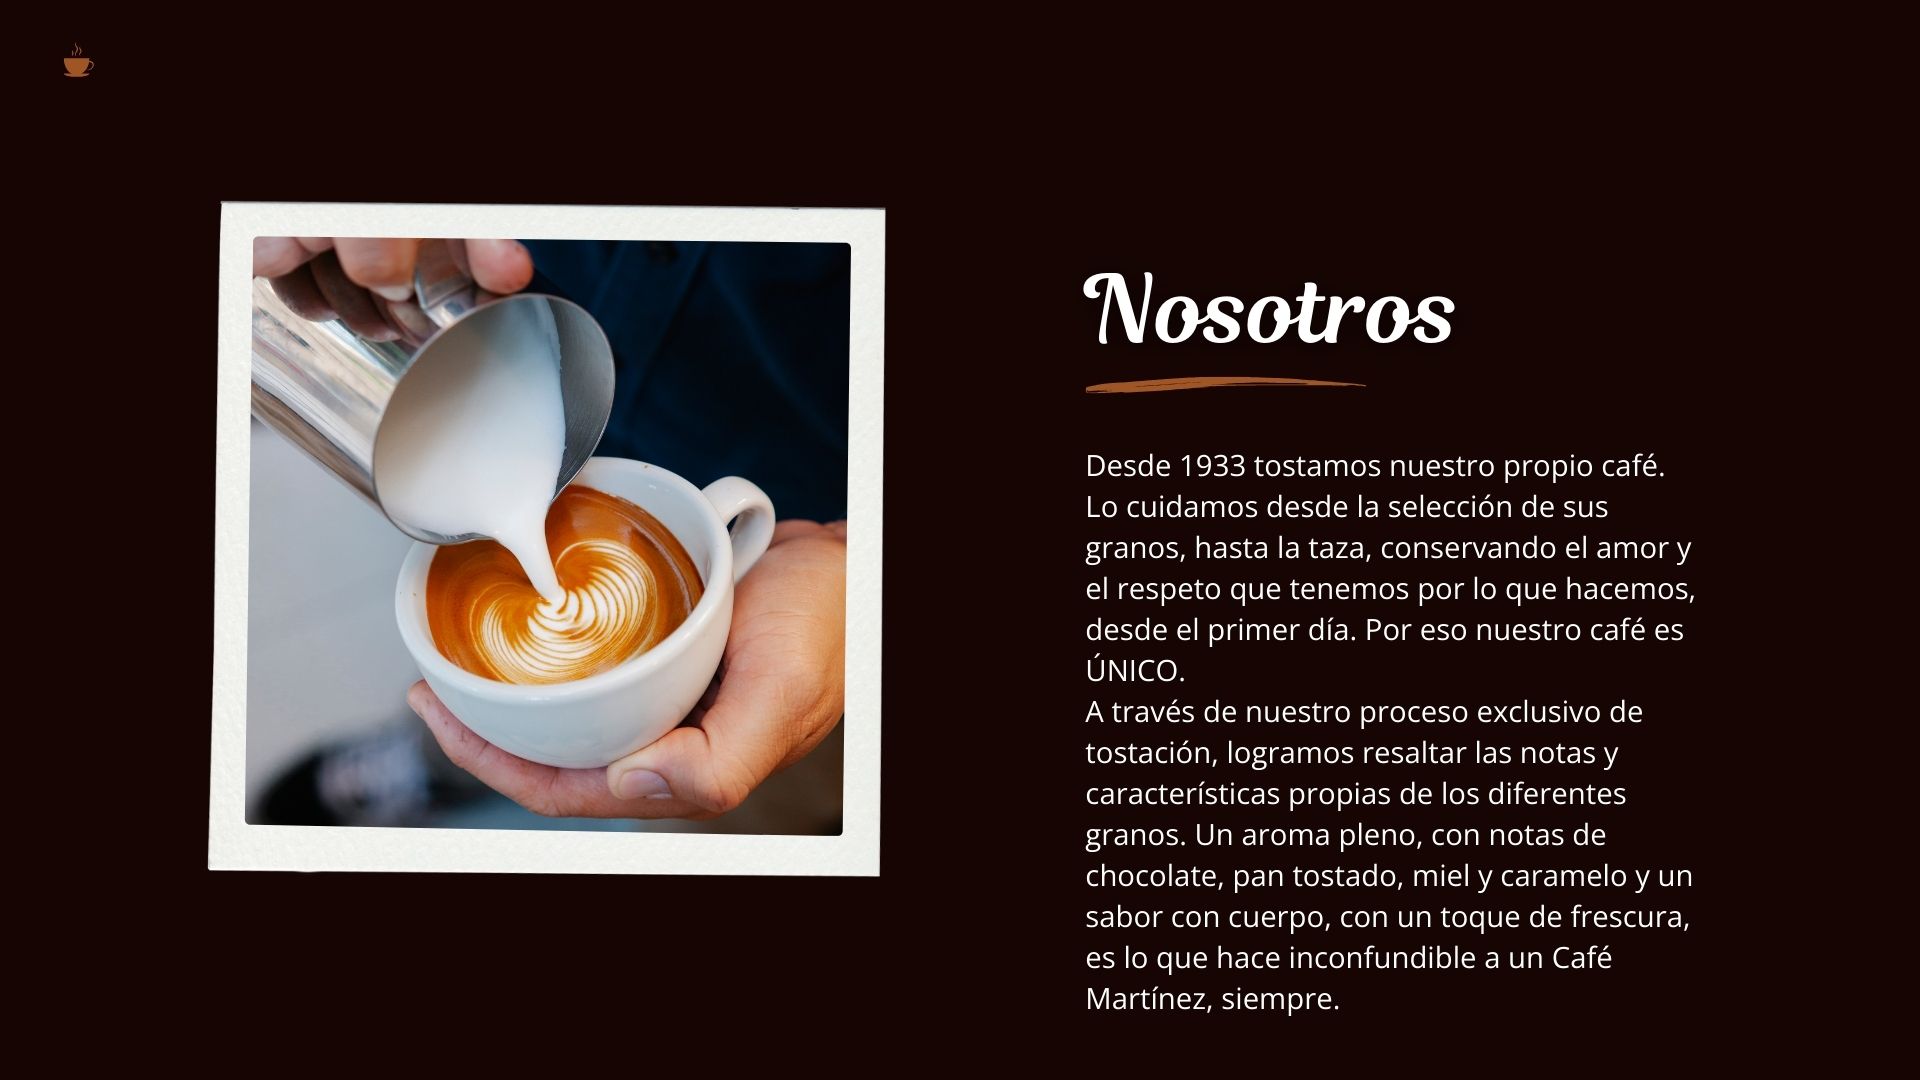 Nosotros
Desde 1933 tostamos nuestro propio café.
Lo cuidamos desde la selección de sus
granos, hasta la taza, conservando el amor y
el respeto que tenemos por lo que hacemos,
desde el primer día. Por eso nuestro café es
ÚNICO.
A través de nuestro proceso exclusivo de
tostación, logramos resaltar las notas y
características propias de los diferentes
granos. Un aroma pleno, con notas de
chocolate, pan tostado, miel y caramelo y un
sabor con cuerpo, con un toque de frescura,
es lo que hace inconfundible a un Café
Martínez, siempre.